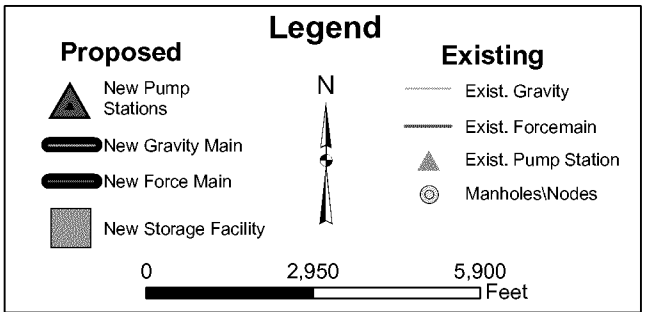 Legend
Proposed
New Pump
Stations
New Gravity Main
New Force Main
New Storage Facility
N
Existing
Exist. Gravity
Exist. Forcemain
Exist. Pump Station
Manholes\Nodes
0 2,950 5,900
Feet